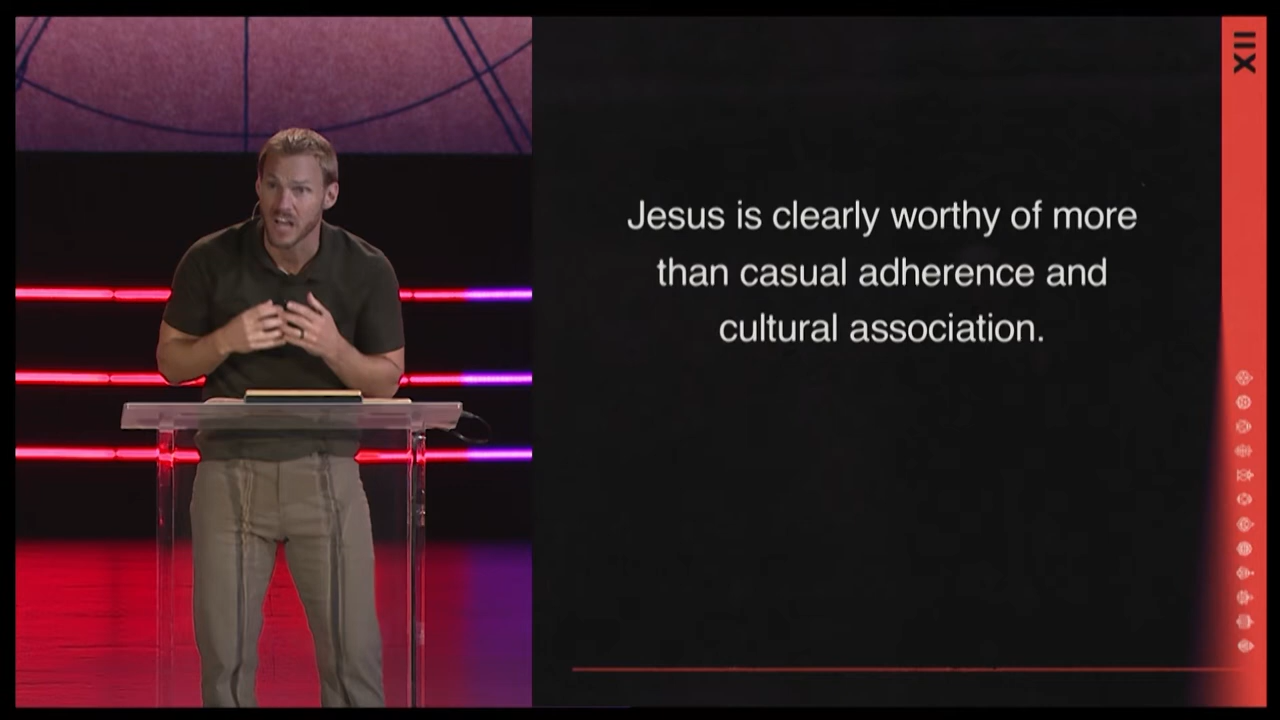 Jesus is clearly worthy of more
than casual adherence and
cultural association.
XII